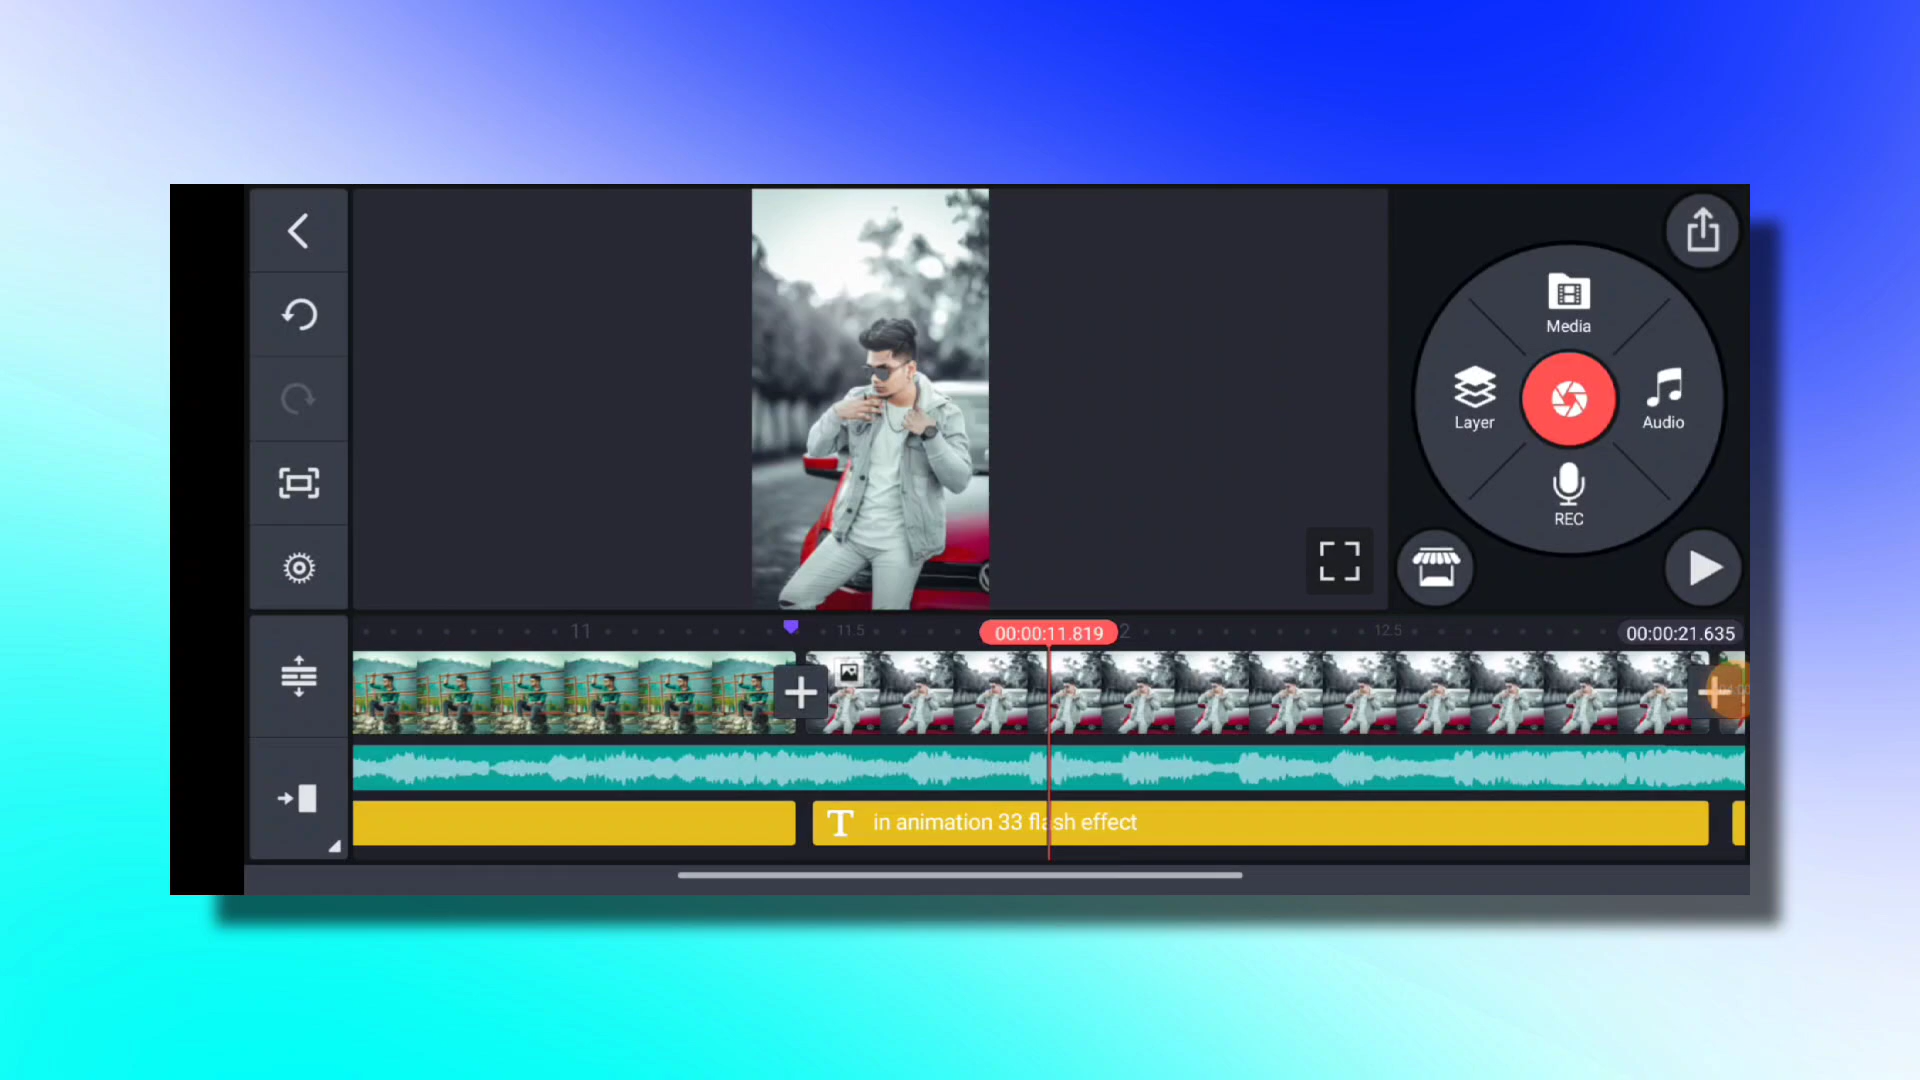 Media
Layer
Audio
REC
11
11.5
00:00:11.819
2
12.5
00:00:21.635
in animation 33 flash effect